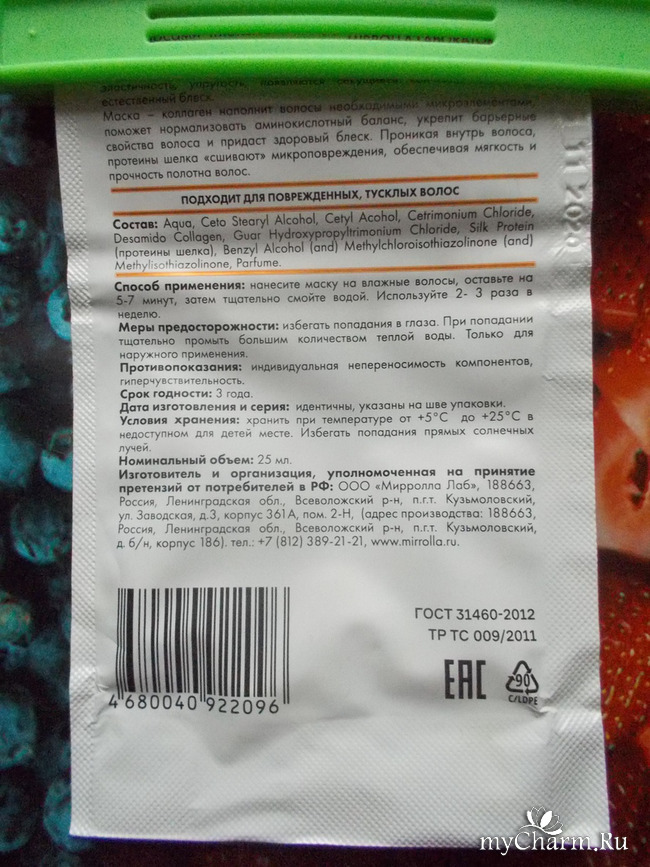 эластичность, упругость,
естественный блеск.
Маска – коллаген наполнит волосы необходимыми микроэлементами,
поможет нормализовать аминокислотный баланс, укрепит барьерные
свойства волоса и придаст здоровый блеск. Проникая внутрь волоса,
протеины шелка «сшивают» микроповреждения, обеспечивая мягкость и
прочность полотна волос.
ПОДХОДИТ ДЛЯ ПОВРЕЖДЕННЫХ, ТУСКЛЫХ ВОЛОС
Состав: Aqua, Ceto Stearyl Alcohol, Cetyl Acohol, Cetrimonium Chloride,
Desamido Collagen, Guar Hydroxypropyltrimonium Chloride, Silk Protein
(протеины шелка), Benzyl Alcohol (and) Methylchloroisothiazolinone (and)
Methylisothiazolinone, Parfume.
Способ применения: нанесите маску на влажные волосы, оставьте на
5-7 минут, затем тщательно смойте водой. Используйте 2- 3 раза в
неделю.
Меры предосторожности: избегать попадания в глаза. При попадании
тщательно промыть большим количеством теплой воды. Только для
наружного применения.
Противопоказания: индивидуальная непереносимость компонентов,
гиперчувствительность.
Срок годности: 3 года.
Дата изготовления и серия: идентичны, указаны на шве упаковки.
Условия хранения: хранить при температуре от +5°C до +25°C в
недоступном для детей месте. Избегать попадания прямых солнечных
лучей.
Номинальный объем: 25 мл.
Изготовитель и организация, уполномоченная на принятие
претензий от потребителей в РФ: ООО «Мирролла Лаб», 188663,
Россия, Ленинградская обл., Всеволожский р-н, п.г.т. Кузьмоловский,
ул. Заводская, д.3, корпус 361А, пом. 2-Н, (адрес производства: 188663,
Россия, Ленинградская обл., Всеволожский р-н, п.г.т. Кузьмоловский,
д. б/н, корпус 186). тел.: +7 (812) 389-21-21, www.mirrolla.ru.
11 2020
ГОСТ 31460-2012
ТР ТС 009/2011
EAC
90
C/LDPE
4 680040 922096
myCharm.Ru